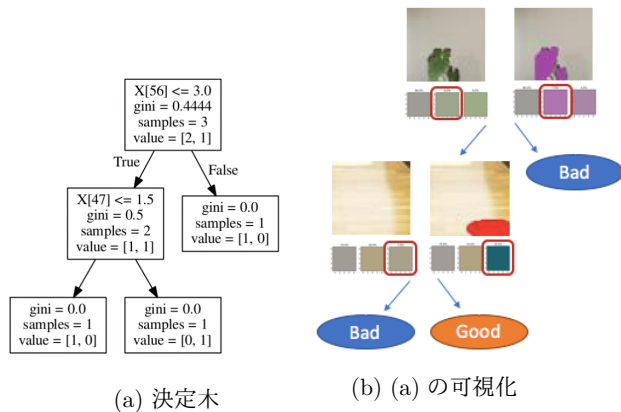 X[56] <= 3.0
gini = 0.4444
samples = 3
value = [2, 1]
True
False
X[47] <= 1.5
gini = 0.5
samples = 2
value = [1, 1]
gini = 0.0
samples = 1
value = [1, 0]
gini = 0.0
samples = 1
value = [1, 0]
gini = 0.0
samples = 1
value = [0, 1]
(a) 決定木
Bad
Bad
Good
(b) (a) の可視化